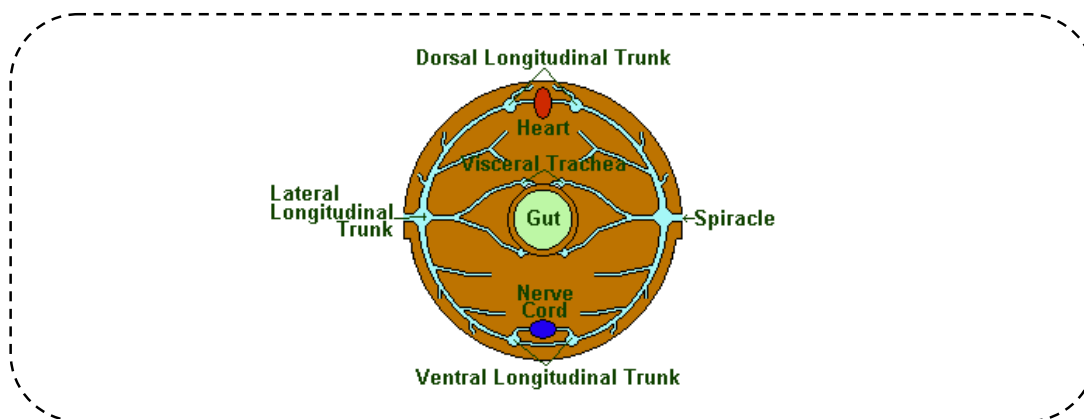 Dorsal Longitudinal Trunk
Heart
Visceral Trachea
Lateral
Longitudinal
Trunk
Gut
Spiracle
Nerve
Cord
Ventral Longitudinal Trunk